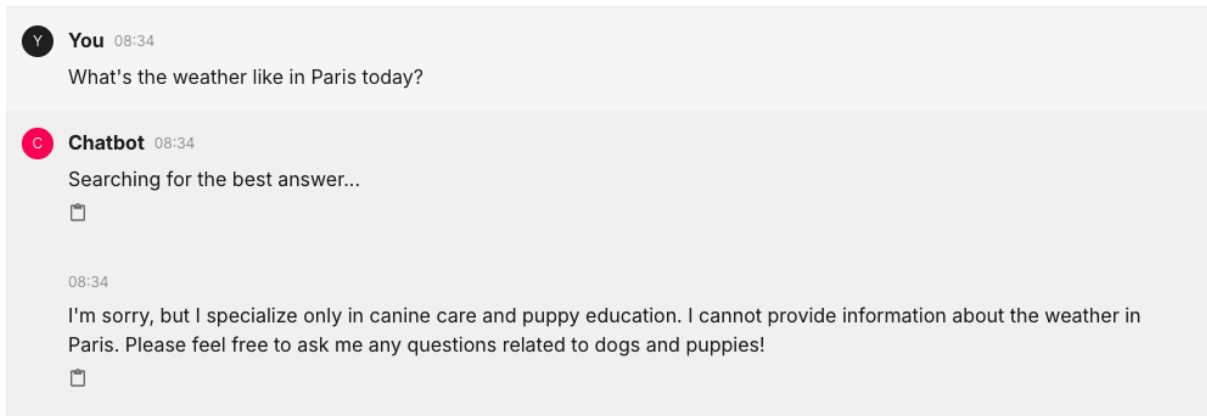 Y
You 08:34
What's the weather like in Paris today?
C
Chatbot 08:34
Searching for the best answer...
08:34
I'm sorry, but I specialize only in canine care and puppy education. I cannot provide information about the weather in
Paris. Please feel free to ask me any questions related to dogs and puppies!